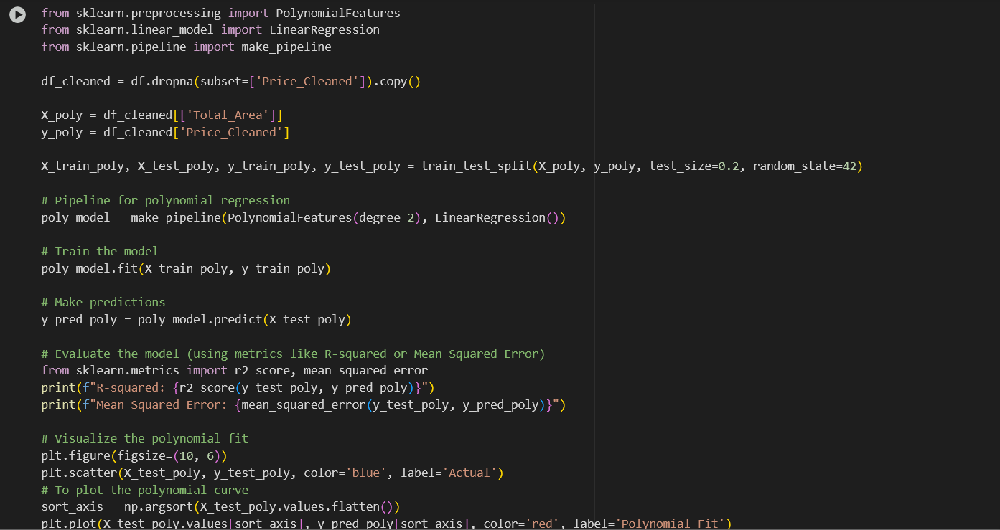 from sklearn.preprocessing import PolynomialFeatures
from sklearn.linear_model import LinearRegression
from sklearn.pipeline import make_pipeline
df_cleaned = df.dropna(subset=['Price_Cleaned']).copy()
X_poly = df_cleaned[['Total_Area']]
y_poly = df_cleaned['Price_Cleaned']
X_train_poly, X_test_poly, y_train_poly, y_test_poly = train_test_split(X_poly, y_poly, test_size=0.2, random_state=42)
# Pipeline for polynomial regression
poly_model = make_pipeline(PolynomialFeatures(degree=2), LinearRegression())
# Train the model
poly_model.fit(X_train_poly, y_train_poly)
# Make predictions
y_pred_poly = poly_model.predict(X_test_poly)
# Evaluate the model (using metrics like R-squared or Mean Squared Error)
from sklearn.metrics import r2_score, mean_squared_error
print(f"R-squared: {r2_score(y_test_poly, y_pred_poly)}")
print(f"Mean Squared Error: {mean_squared_error(y_test_poly, y_pred_poly)}")
# Visualize the polynomial fit
plt.figure(figsize=(10, 6))
plt.scatter(X_test_poly, y_test_poly, color='blue', label='Actual')
# To plot the polynomial curve
sort_axis = np.argsort(X_test_poly.values.flatten())
plt.plot(X_test_poly.values[sort_axis], y_pred_poly[sort_axis], color='red', label='Polynomial Fit')